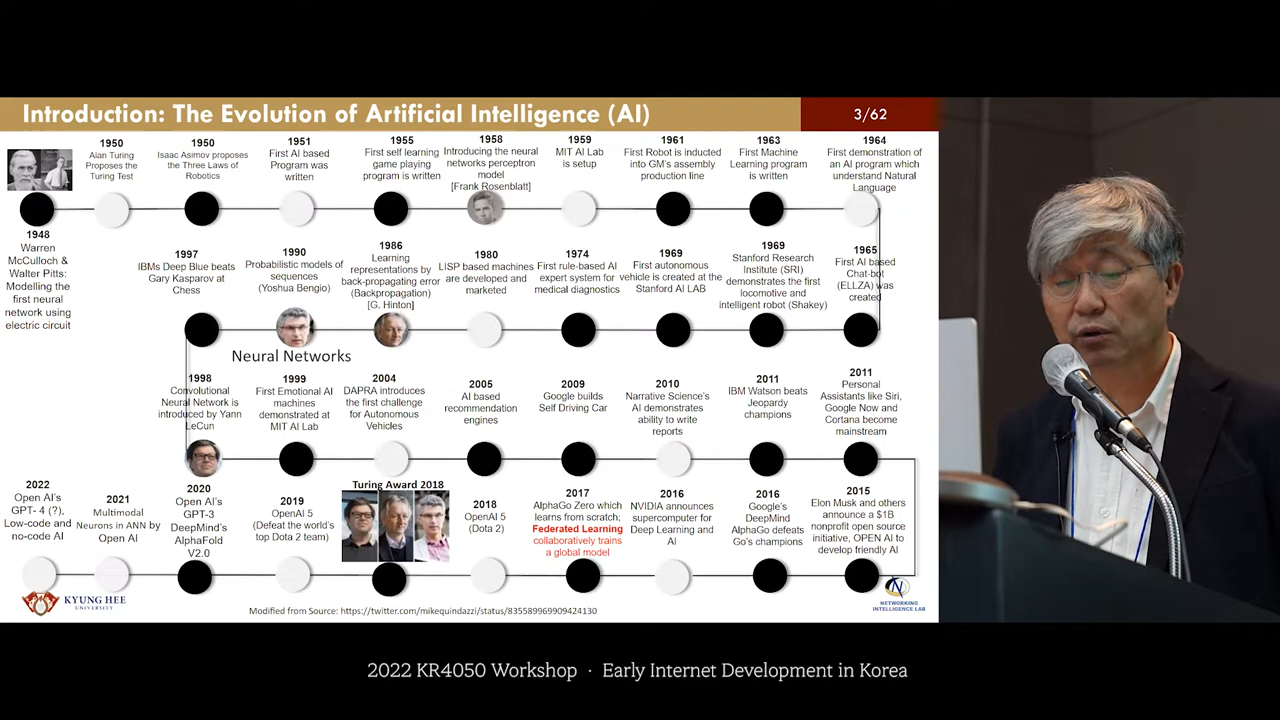 Introduction: The Evolution of Artificial Intelligence (AI)
3/62
1948
Warren
McCulloch &
Walter Pitts:
Modelling the
first neural
network using
electric circuit
1950
Alan Turing
Proposes the
Turing Test
1950
Isaac Asimov proposes
the Three Laws of
Robotics
1951
First AI based
Program was
written
1955
First self learning
game playing
program is written
1958
Introducing the neural
networks perceptron
model
[Frank Rosenblatt]
1959
MIT AI Lab
is setup
1961
First Robot is inducted
into GM's assembly
production line
1963
First Machine
Learning program
is written
1964
First demonstration of
an AI program which
understand Natural
Language
1997
IBMs Deep Blue beats
Gary Kasparov at
Chess
1990
Probabilistic models of
sequences
(Yoshua Bengio)
1986
Learning
representations by
back-propagating error
(Backpropagation)
[G. Hinton]
1980
LISP based machines
are developed and
marketed
1974
First rule-based AI
expert system for
medical diagnostics
1969
First autonomous
vehicle is created at the
Stanford AI LAB
1969
Stanford Research
Institute (SRI)
demonstrates the first
locomotive and
intelligent robot (Shakey)
1965
First AI based
Chat-bot
(ELLZA) was
created
Neural Networks
1998
Convolutional
Neural Network is
introduced by Yann
LeCun
1999
First Emotional AI
machines
demonstrated at
MIT AI Lab
2004
DAPRA introduces
the first challenge
for Autonomous
Vehicles
2005
AI based
recommendation
engines
2009
Google builds
Self Driving Car
2010
Narrative Science's
AI demonstrates
ability to write
reports
2011
IBM Watson beats
Jeopardy
champions
2011
Personal
Assistants like Siri,
Google Now and
Cortana become
mainstream
2022
Open AI's
GPT- 4 (?),
Low-code and
no-code AI
2021
Multimodal
Neurons in ANN by
Open AI
2020
Open AI's
GPT-3
DeepMind's
AlphaFold
V2.0
2019
OpenAI 5
(Defeat the world's
top Dota 2 team)
Turing Award 2018
2018
OpenAI 5
(Dota 2)
2017
AlphaGo Zero which
learns from scratch;
Federated Learning
collaboratively trains
a global model
2016
NVIDIA announces
supercomputer for
Deep Learning and
AI
2016
Google's
DeepMind
AlphaGo defeats
Go's champions
2015
Elon Musk and others
announce a $1B
nonprofit open source
initiative, OPEN AI to
develop friendly AI
KYUNG HEE
UNIVERSITY
Modified from Source: https://twitter.com/mikequindazzi/status/835589969909424130
NETWORKING
INTELLIGENCE LAB
2022 KR4050 Workshop · Early Internet Development in Korea